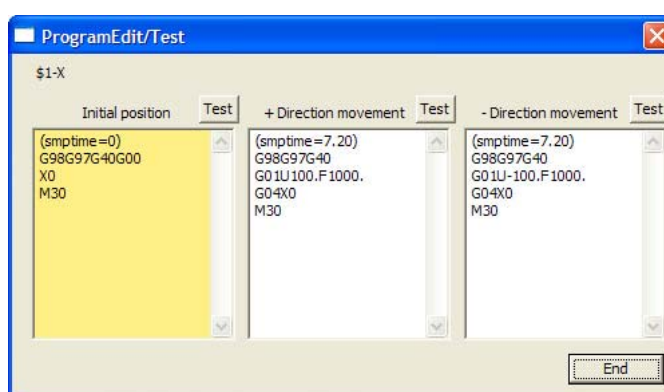 ProgramEdit/Test
$1-X
Initial position Test + Direction movement Test - Direction movement Test
(smptime=0)
G98G97G40G00
X0
M30
(smptime=7.20)
G98G97G40
G01U100.F1000.
G04X0
M30
(smptime=7.20)
G98G97G40
G01U-100.F1000.
G04X0
M30
End